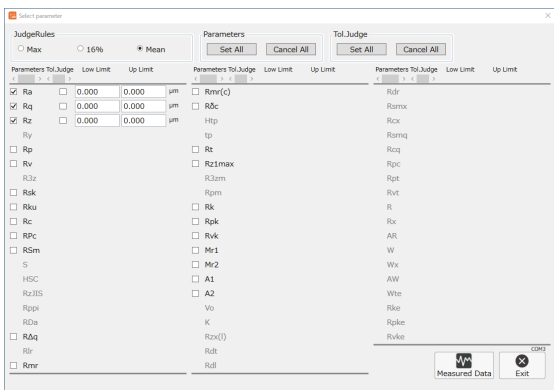 Select parameter
JudgeRules
Max 16% Mean
Parameters
Set All Cancel All
Tol.Judge
Set All Cancel All
Parameters Tol.Judge Low Limit Up Limit
Ra 0.000 0.000 µm
Rq 0.000 0.000 µm
Rz 0.000 0.000 µm
Ry
Rp
Rv
R3z
Rsk
Rku
Rc
RPc
RSm
S
HSC
RzJIS
Rppi
RDa
RΔq
Rlr
Rmr
Parameters Tol.Judge Low Limit Up Limit
Rmr(c)
Rδc
Htp
tp
Rt
Rz1max
R3zm
Rpm
Rk
Rpk
Rvk
Mr1
Mr2
A1
A2
Vo
K
Rzx(l)
Rdt
Rdl
Parameters Tol.Judge Low Limit Up Limit
Rdr
Rsmx
Rcx
Rsmq
Rcq
Rpc
Rpt
Rvt
R
Rx
AR
W
Wx
AW
Wte
Rke
Rpke
Rvke
COM3
Measured Data
Exit